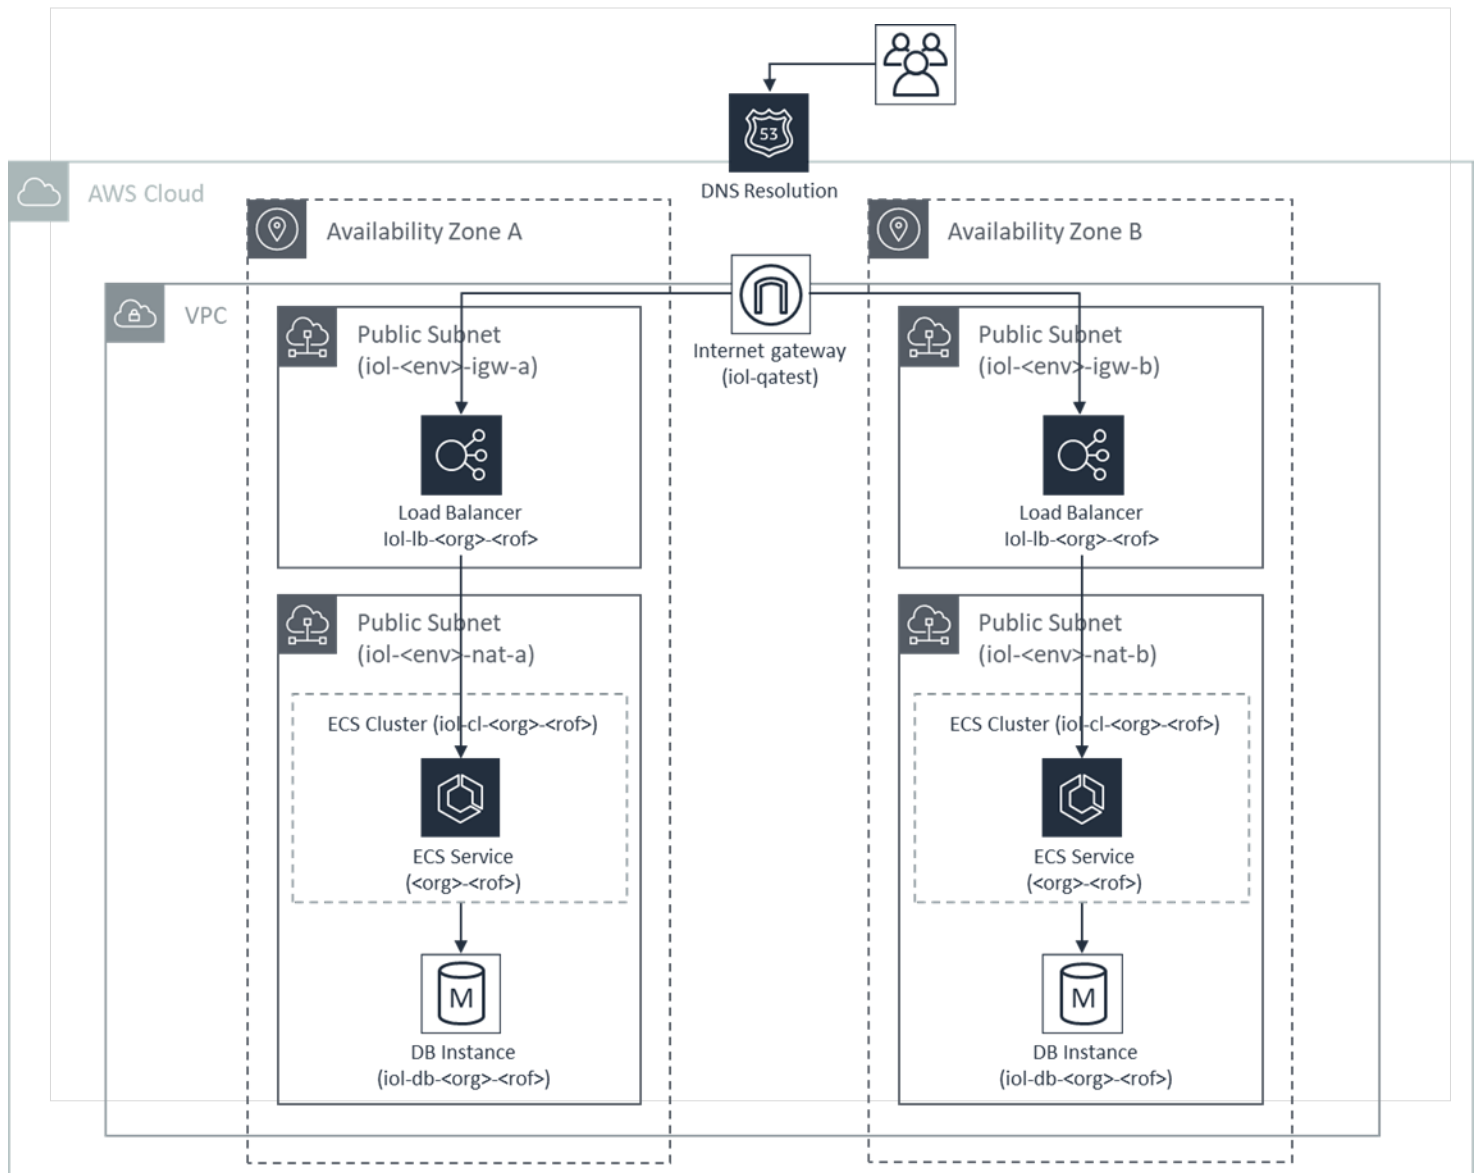 53
DNS Resolution
AWS Cloud
Availability Zone A
Availability Zone B
VPC
Internet gateway
(iol-qatest)
Public Subnet
(iol-<env>-igw-a)
Load Balancer
Iol-lb-<org>-<rof>
Public Subnet
(iol-<env>-nat-a)
ECS Cluster (iol-cl-<org>-<rof>)
ECS Service
(<org>-<rof>)
M
DB Instance
(iol-db-<org>-<rof>)
Public Subnet
(iol-<env>-igw-b)
Load Balancer
Iol-lb-<org>-<rof>
Public Subnet
(iol-<env>-nat-b)
ECS Cluster (iol-cl-<org>-<rof>)
ECS Service
(<org>-<rof>)
M
DB Instance
(iol-db-<org>-<rof>)